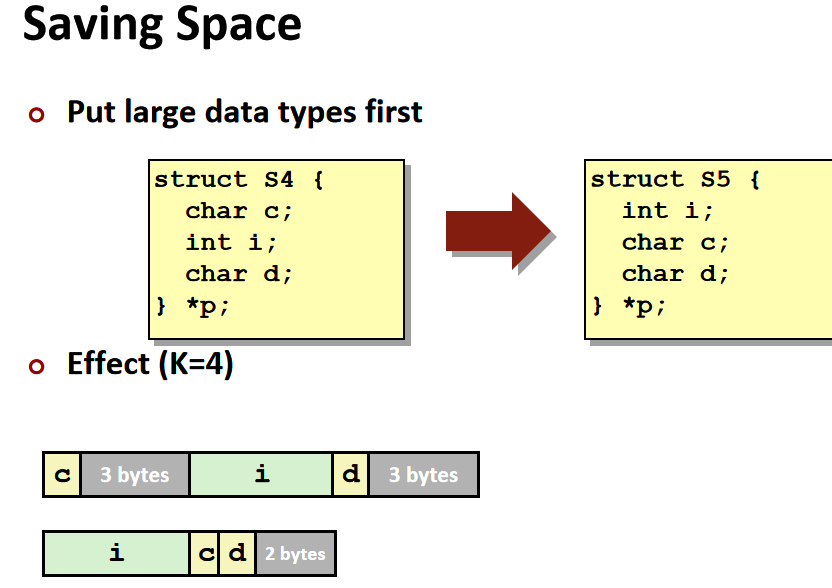 Saving Space
Put large data types first
struct S4 {
char c;
int i;
char d;
} *p;
struct S5 {
int i;
char c;
char d;
} *p;
Effect (K=4)
c 3 bytes i d 3 bytes
i c d 2 bytes